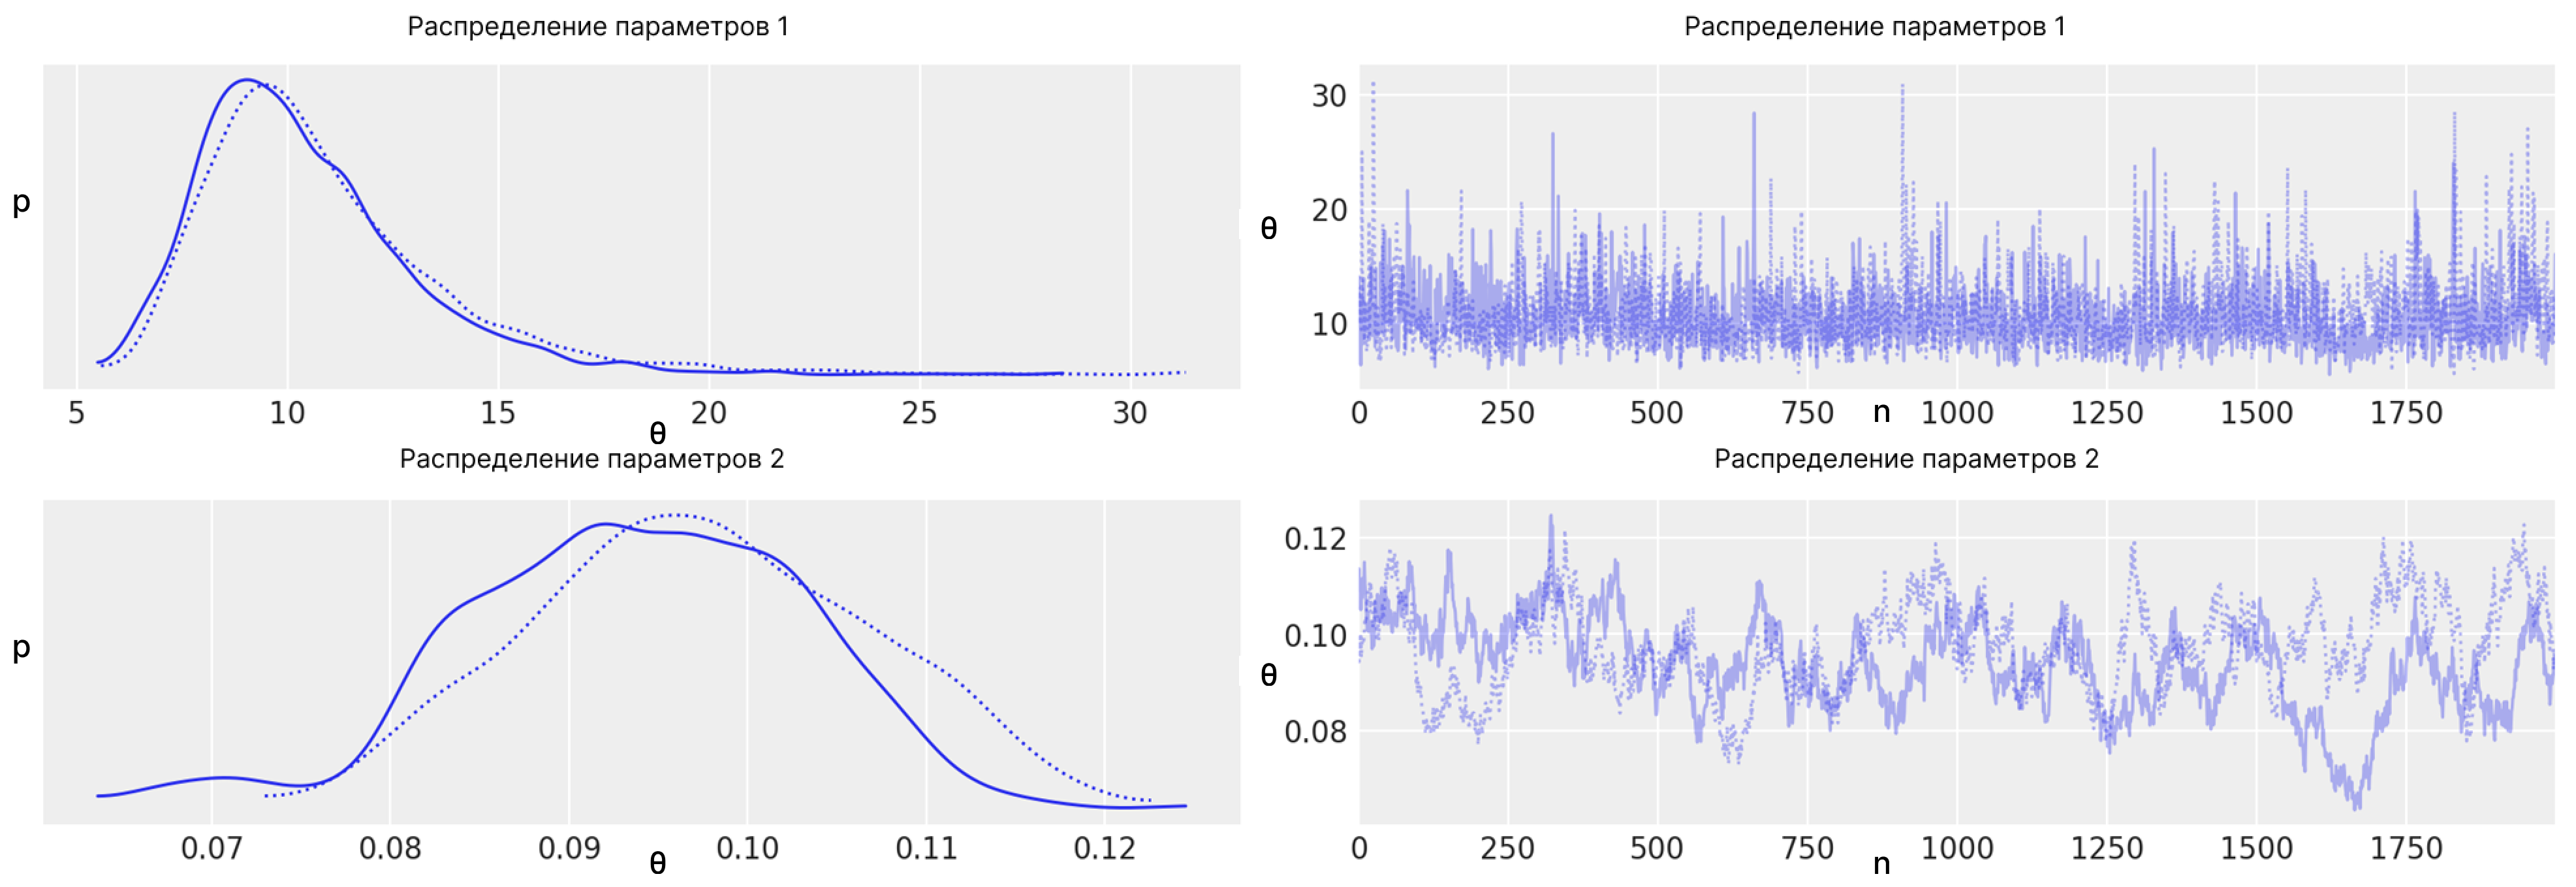 Распределение параметров 1
p
5 10 15 20 25 30
θ
Распределение параметров 1
30
20
θ
10
0 250 500 750 n 1000 1250 1500 1750
Распределение параметров 2
p
0.07 0.08 0.09 0.10 0.11 0.12
θ
Распределение параметров 2
0.12
0.10
θ
0.08
0 250 500 750 1000 1250 1500 1750
n